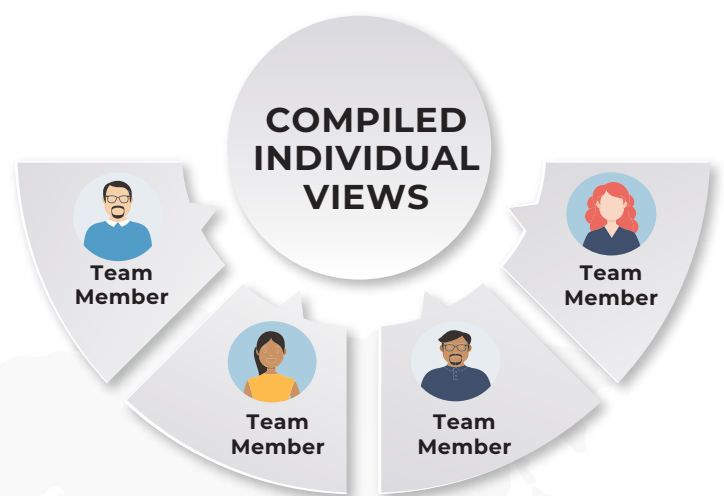 COMPILED
INDIVIDUAL
VIEWS
Team
Member
Team
Member
Team
Member
Team
Member